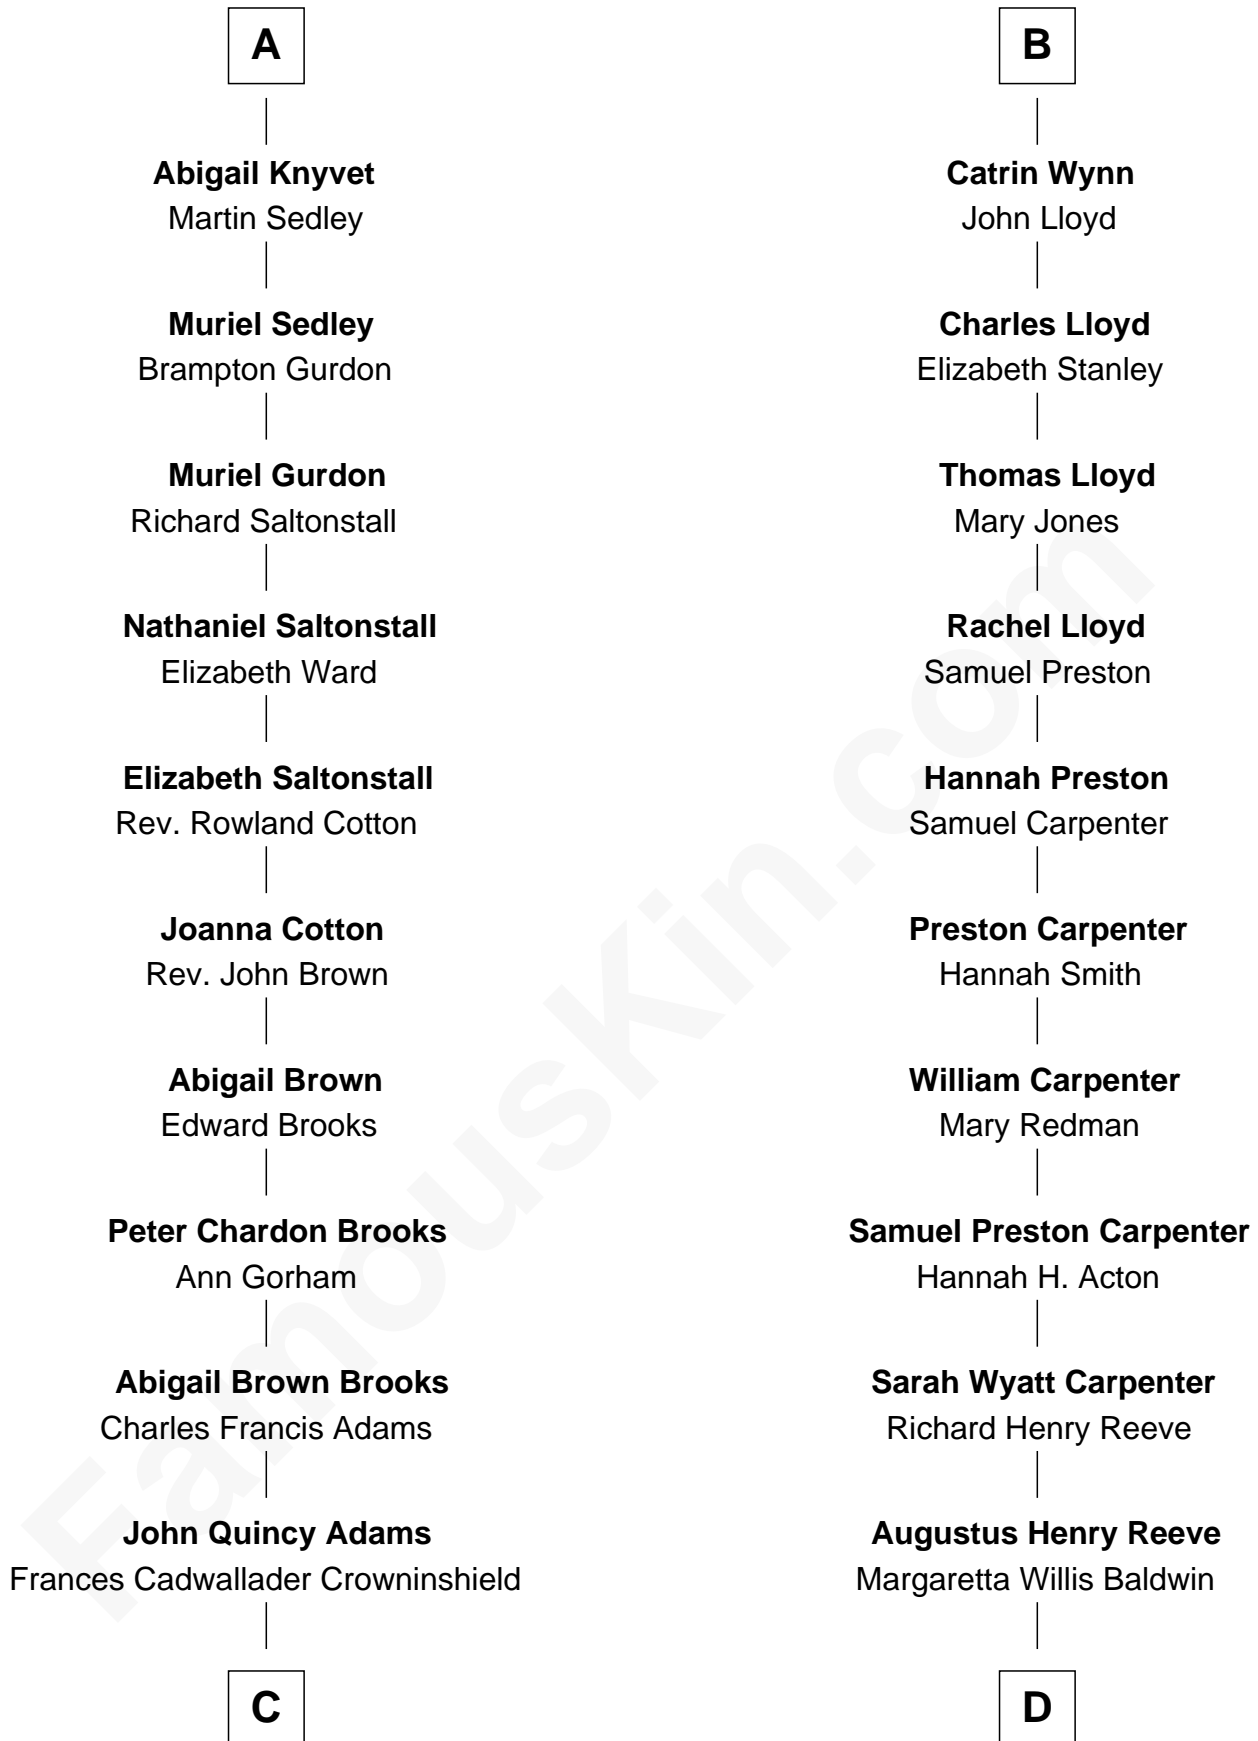 A
Abigail Knyvet
Martin Sedley
Muriel Sedley
Brampton Gurdon
Muriel Gurdon
Richard Saltonstall
Nathaniel Saltonstall
Elizabeth Ward
Elizabeth Saltonstall
Rev. Rowland Cotton
Joanna Cotton
Rev. John Brown
Abigail Brown
Edward Brooks
Peter Chardon Brooks
Ann Gorham
Abigail Brown Brooks
Charles Francis Adams
John Quincy Adams
Frances Cadwallader Crowninshield
C
B
Catrin Wynn
John Lloyd
Charles Lloyd
Elizabeth Stanley
Thomas Lloyd
Mary Jones
Rachel Lloyd
Samuel Preston
Hannah Preston
Samuel Carpenter
Preston Carpenter
Hannah Smith
William Carpenter
Mary Redman
Samuel Preston Carpenter
Hannah H. Acton
Sarah Wyatt Carpenter
Richard Henry Reeve
Augustus Henry Reeve
Margaretta Willis Baldwin
D
FamousKin.com